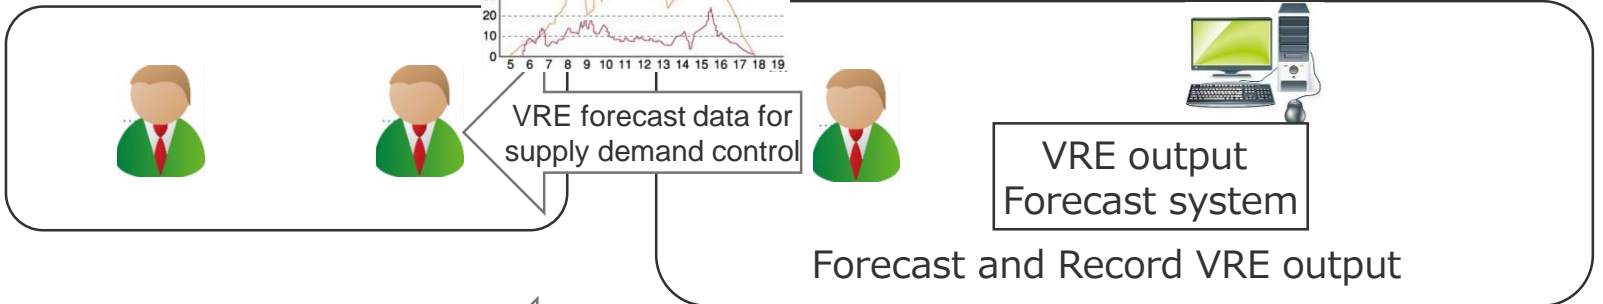 20
10
0
5 6 7 8 9 10 11 12 13 14 15 16 17 18 19
VRE forecast data for
supply demand control
VRE output
Forecast system
Forecast and Record VRE output